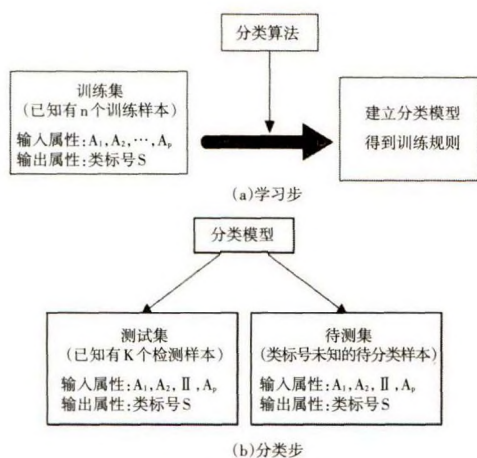 分类算法
训练集
(已知有n个训练样本)
输入属性:A₁,A₂,…,Aₚ
输出属性:类标号S
建立分类模型
得到训练规则
(a)学习步
分类模型
测试集
(已知有K个检测样本)
输入属性:A₁,A₂,Ⅱ,Aₚ
输出属性:类标号S
待测集
(类标号未知的待分类样本)
输入属性:A₁,A₂,Ⅱ,Aₚ
输出属性:类标号S
(b)分类步